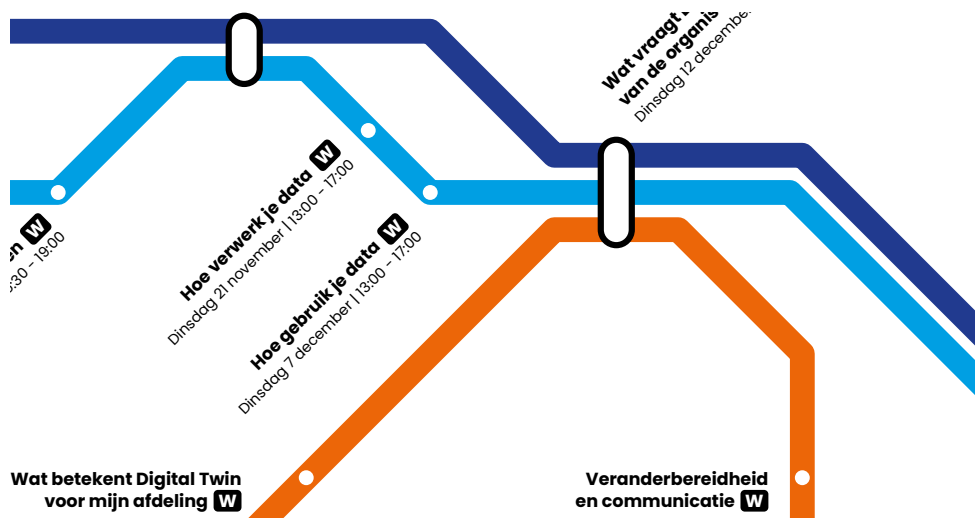 Wat vraagt
van de organis
Dinsdag 12 december
Hoe verwerk je data W
Dinsdag 21 november | 13:00 - 17:00
en W
:30 - 19:00
Hoe gebruik je data W
Dinsdag 7 december | 13:00 - 17:00
Wat betekent Digital Twin
voor mijn afdeling W
Veranderbereidheid
en communicatie W